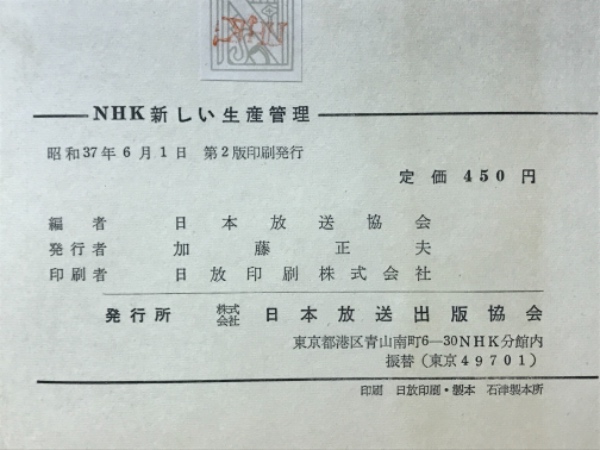 NHK新しい生産管理
昭和37年6月1日 第2版印刷発行
定価 450円
編者 日本放送協会
発行者 加藤正夫
印刷者 日放印刷株式会社
発行所 株式会社 日本放送出版協会
東京都港区青山南町6―30NHK分館内
振替（東京49701）
印刷 日放印刷・製本 石津製本所